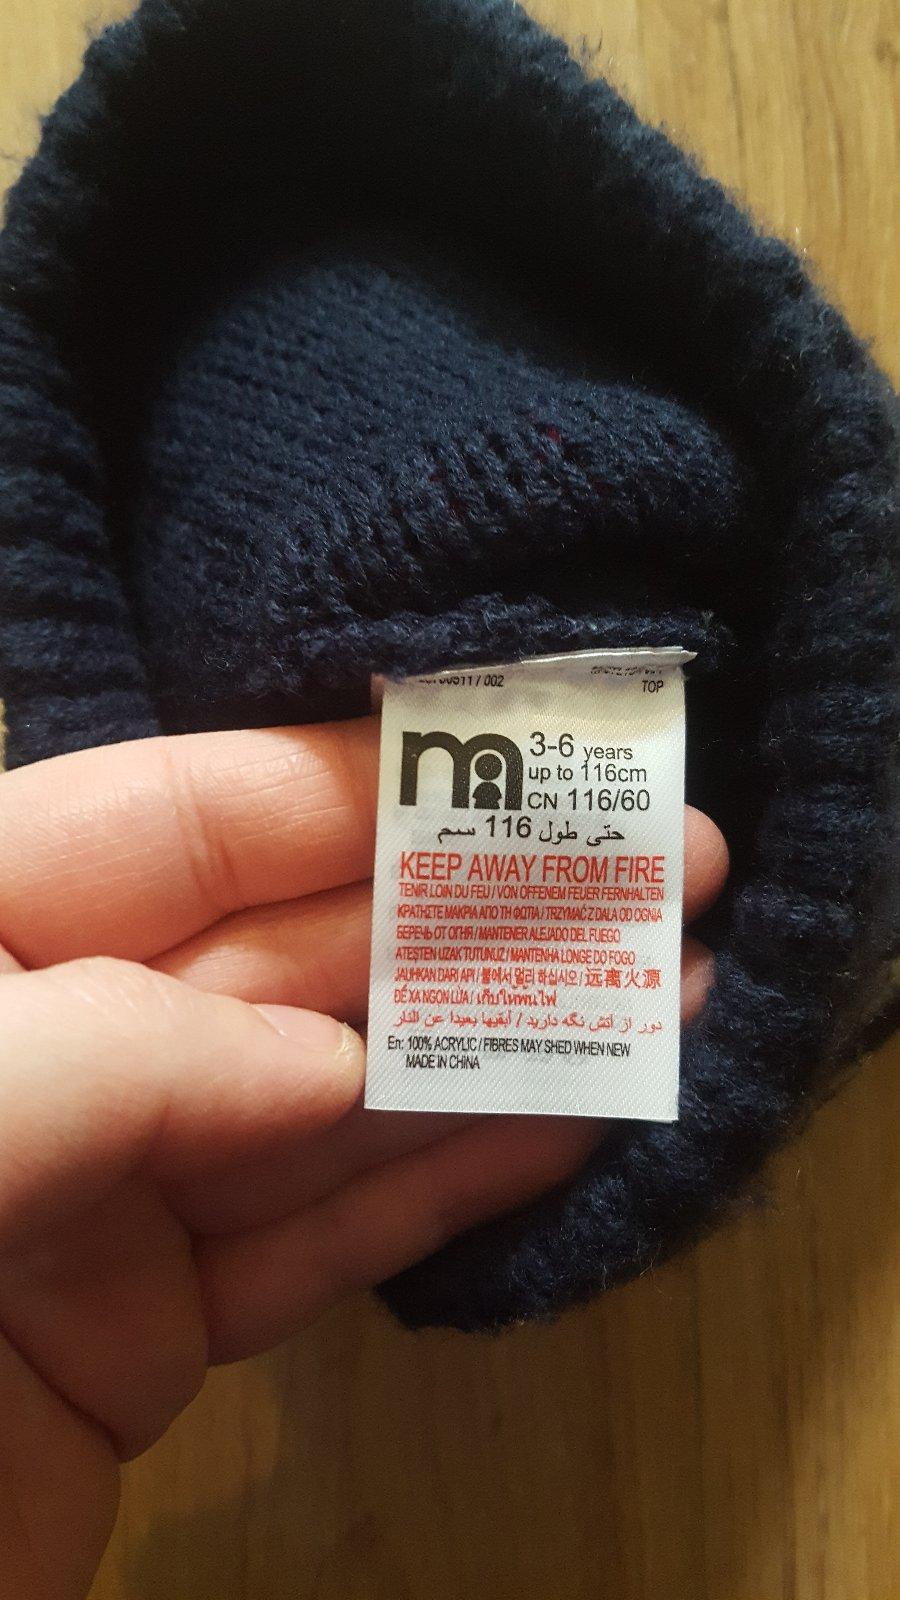 / 002
TOP
m
3-6 years
up to 116cm
CN 116/60
حتى طول 116 سم
KEEP AWAY FROM FIRE
TENIR LOIN DU FEU / VON OFFENEM FEUER FERNHALTEN
ΚΡΑΤΗΣΤΕ ΜΑΚΡΙΑ ΑΠΟ ΤΗ ΦΩΤΙΑ / TRZYMAĆ Z DALA OD OGNIA
БЕРЕЧЬ ОТ ОГНЯ / MANTENER ALEJADO DEL FUEGO
ATEŞTEN UZAK TUTUNUZ / MANTENHA LONGE DO FOGO
JAUHKAN DARI API / 불에서 멀리 하십시오 / 远离火源
ĐỂ XA NGON LỬA / เก็บให้พ้นไฟ
دور از آتش نگه دارید / أبقيها بعيدا عن النار
En: 100% ACRYLIC / FIBRES MAY SHED WHEN NEW
MADE IN CHINA